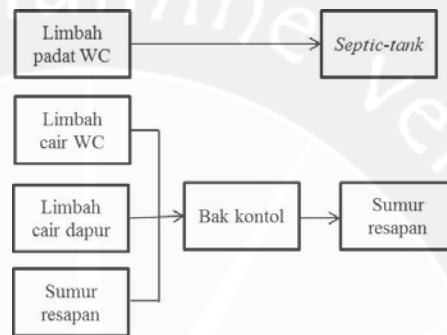 Limbah
padat WC
Septic-tank
Limbah
cair WC
Limbah
cair dapur
Bak kontol
Sumur
resapan
Sumur
resapan